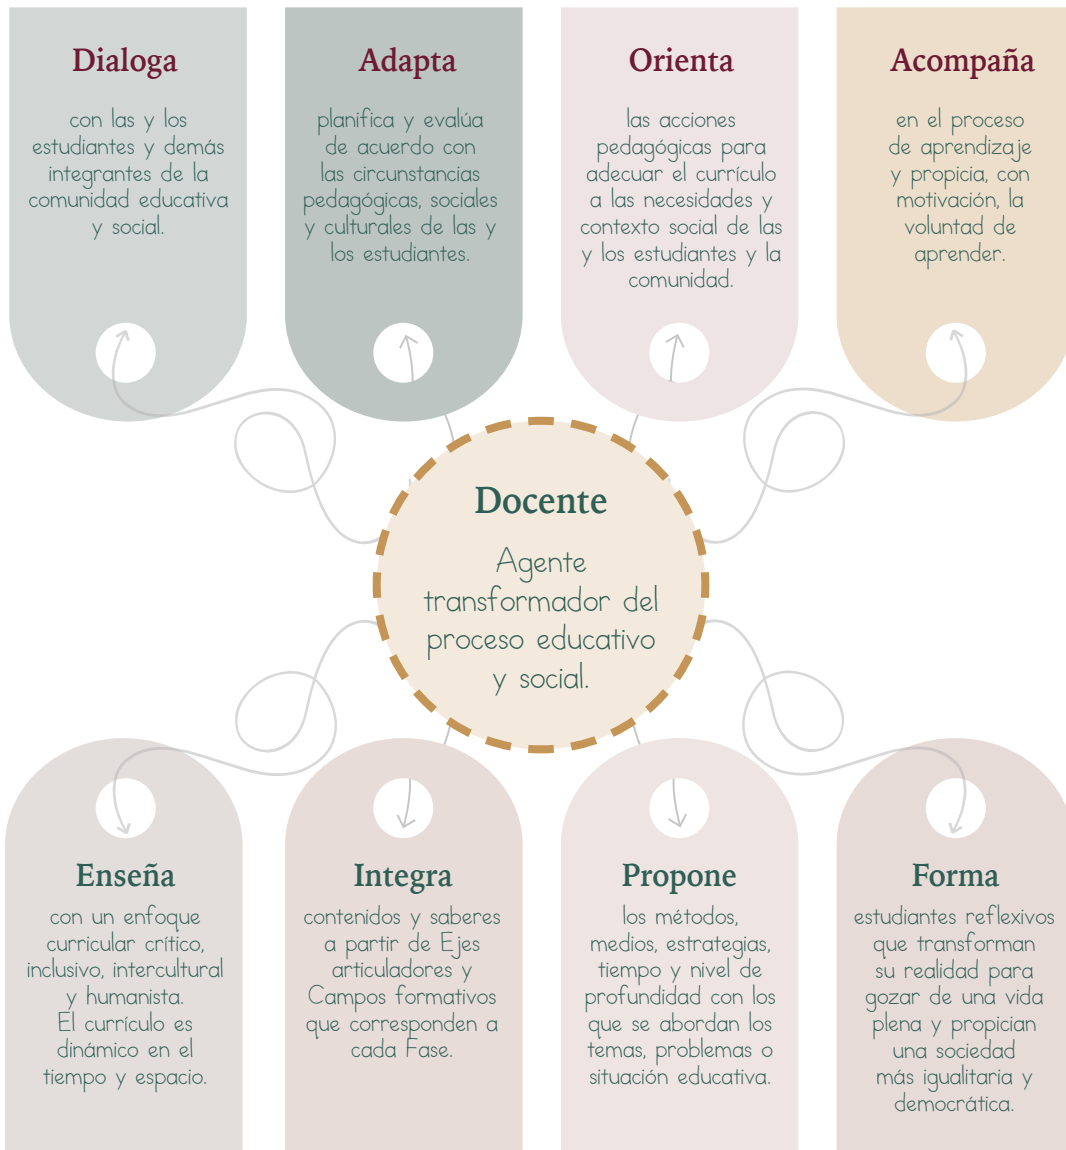 Dialoga
con las y los
estudiantes y demás
integrantes de la
comunidad educativa
y social.
Adapta
planifica y evalúa
de acuerdo con
las circunstancias
pedagógicas, sociales
y culturales de las y
los estudiantes.
Orienta
las acciones
pedagógicas para
adecuar el currículo
a las necesidades y
contexto social de las
y los estudiantes y la
comunidad.
Acompaña
en el proceso
de aprendizaje
y propicia, con
motivación, la
voluntad de
aprender.
Docente
Agente
transformador del
proceso educativo
y social.
Enseña
con un enfoque
curricular crítico,
inclusivo, intercultural
y humanista.
El currículo es
dinámico en el
tiempo y espacio.
Integra
contenidos y saberes
a partir de Ejes
articuladores y
Campos formativos
que corresponden a
cada Fase.
Propone
los métodos,
medios, estrategias,
tiempo y nivel de
profundidad con los
que se abordan los
temas, problemas o
situación educativa.
Forma
estudiantes reflexivos
que transforman
su realidad para
gozar de una vida
plena y propician
una sociedad
más igualitaria y
democrática.